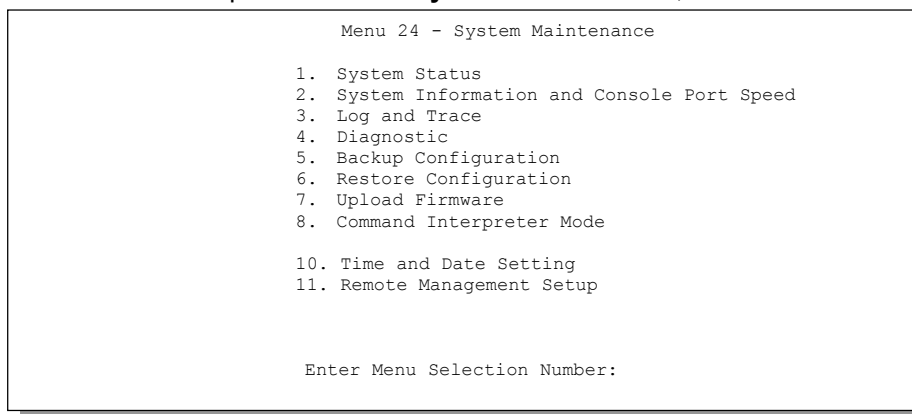 Menu 24 - System Maintenance
1. System Status
2. System Information and Console Port Speed
3. Log and Trace
4. Diagnostic
5. Backup Configuration
6. Restore Configuration
7. Upload Firmware
8. Command Interpreter Mode
10. Time and Date Setting
11. Remote Management Setup
Enter Menu Selection Number: